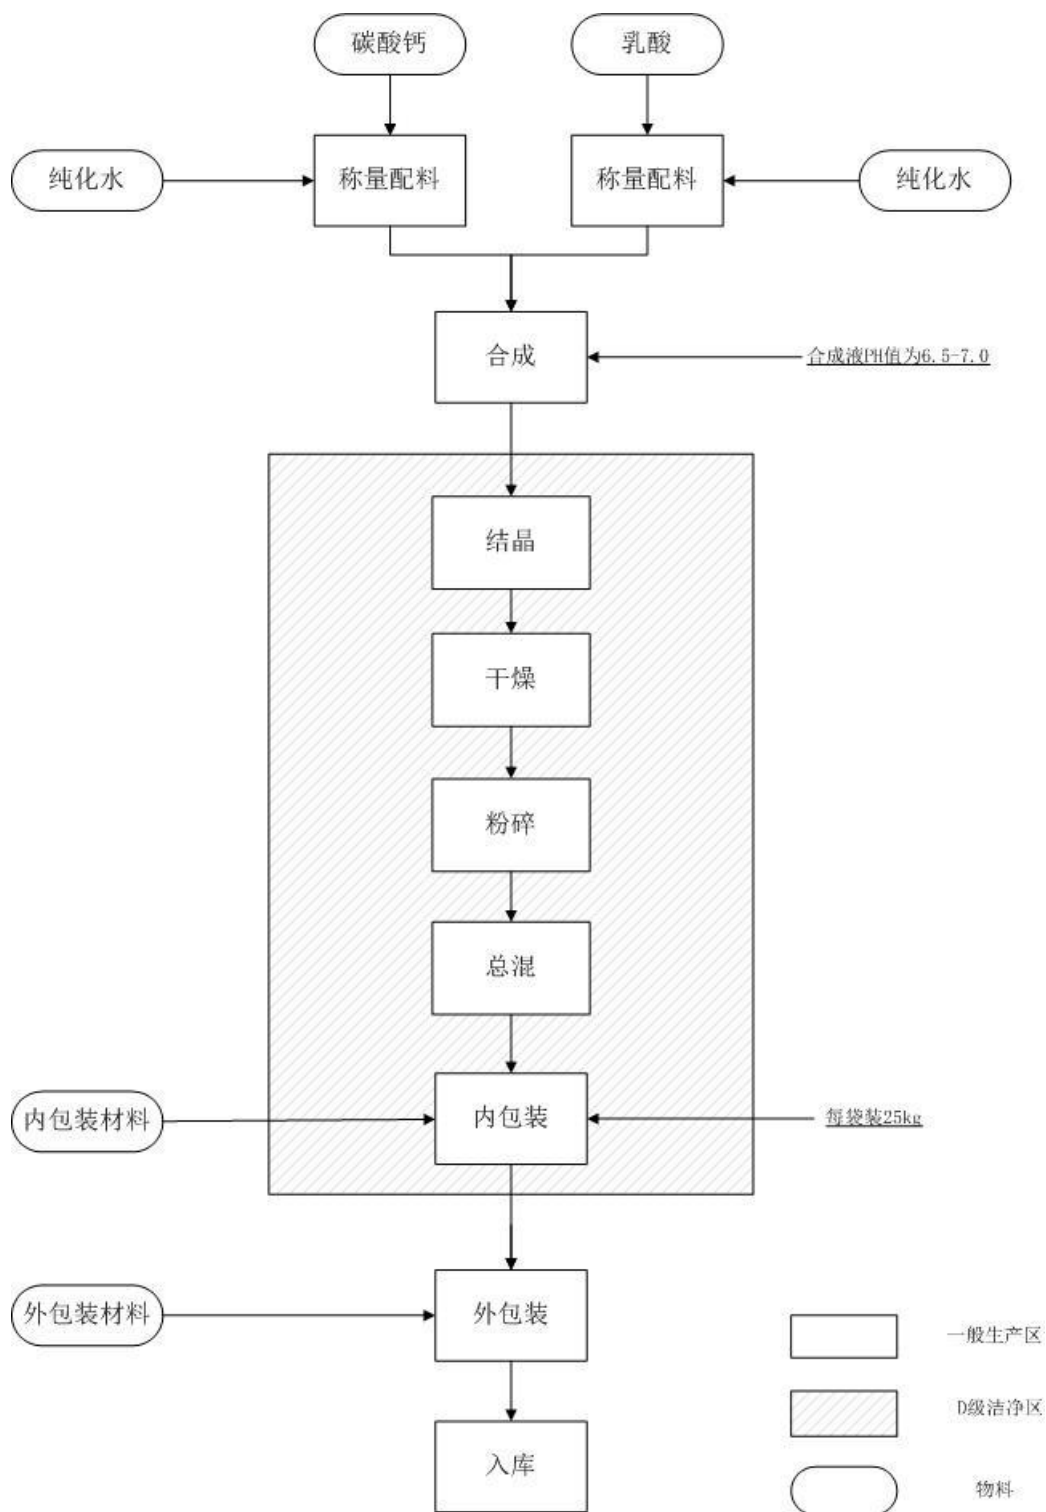 碳酸钙
乳酸
纯化水
称量配料
称量配料
纯化水
合成
合成液PH值为6.5-7.0
结晶
干燥
粉碎
总混
内包装材料
内包装
每袋装25kg
外包装材料
外包装
一般生产区
D级洁净区
入库
物料